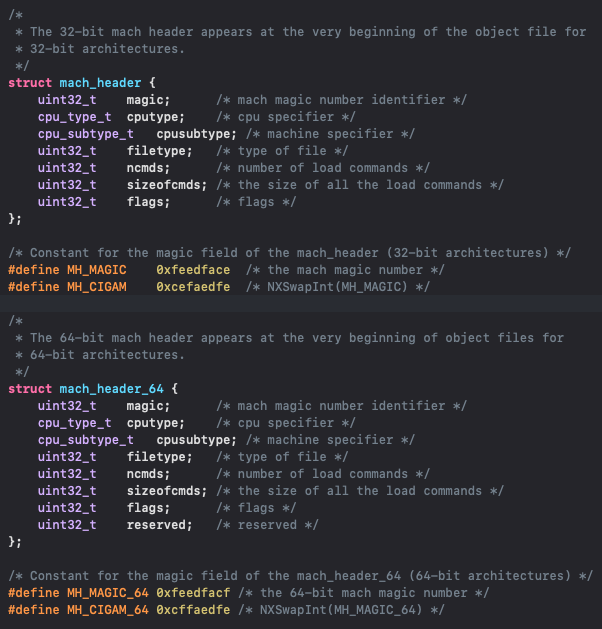 /*
 * The 32-bit mach header appears at the very beginning of the object file for
 * 32-bit architectures.
 */
struct mach_header {
    uint32_t    magic;      /* mach magic number identifier */
    cpu_type_t  cputype;    /* cpu specifier */
    cpu_subtype_t   cpusubtype; /* machine specifier */
    uint32_t    filetype;   /* type of file */
    uint32_t    ncmds;      /* number of load commands */
    uint32_t    sizeofcmds; /* the size of all the load commands */
    uint32_t    flags;      /* flags */
};

/* Constant for the magic field of the mach_header (32-bit architectures) */
#define MH_MAGIC    0xfeedface  /* the mach magic number */
#define MH_CIGAM    0xcefaedfe  /* NXSwapInt(MH_MAGIC) */

/*
 * The 64-bit mach header appears at the very beginning of object files for
 * 64-bit architectures.
 */
struct mach_header_64 {
    uint32_t    magic;      /* mach magic number identifier */
    cpu_type_t  cputype;    /* cpu specifier */
    cpu_subtype_t   cpusubtype; /* machine specifier */
    uint32_t    filetype;   /* type of file */
    uint32_t    ncmds;      /* number of load commands */
    uint32_t    sizeofcmds; /* the size of all the load commands */
    uint32_t    flags;      /* flags */
    uint32_t    reserved;   /* reserved */
};

/* Constant for the magic field of the mach_header_64 (64-bit architectures) */
#define MH_MAGIC_64 0xfeedfacf /* the 64-bit mach magic number */
#define MH_CIGAM_64 0xcffaedfe /* NXSwapInt(MH_MAGIC_64) */